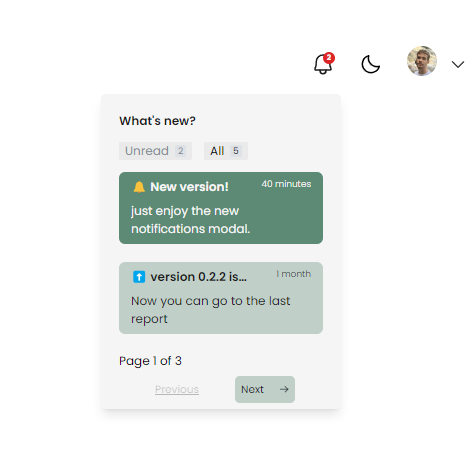 2
What's new?
Unread 2 All 5
New version! 40 minutes
just enjoy the new
notifications modal.
version 0.2.2 is... 1 month
Now you can go to the last
report
Page 1 of 3
Previous Next →